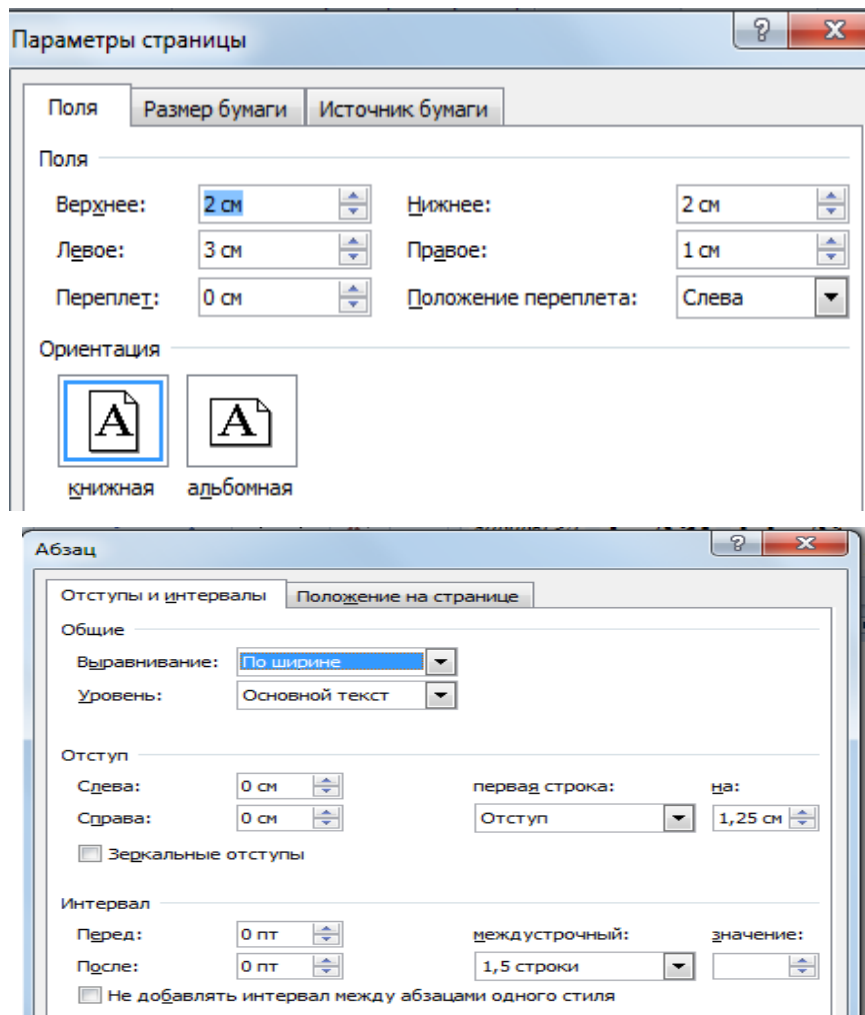 Параметры страницы
Поля Размер бумаги Источник бумаги
Поля
Верхнее: 2 см Нижнее: 2 см
Левое: 3 см Правое: 1 см
Переплет: 0 см Положение переплета: Слева
Ориентация
A A
книжная альбомная
Абзац
Отступы и интервалы Положение на странице
Общие
Выравнивание: По ширине
Уровень: Основной текст
Отступ
Слева: 0 см первая строка: на:
Справа: 0 см Отступ 1,25 см
Зеркальные отступы
Интервал
Перед: 0 пт междустрочный: значение:
После: 0 пт 1,5 строки
Не добавлять интервал между абзацами одного стиля